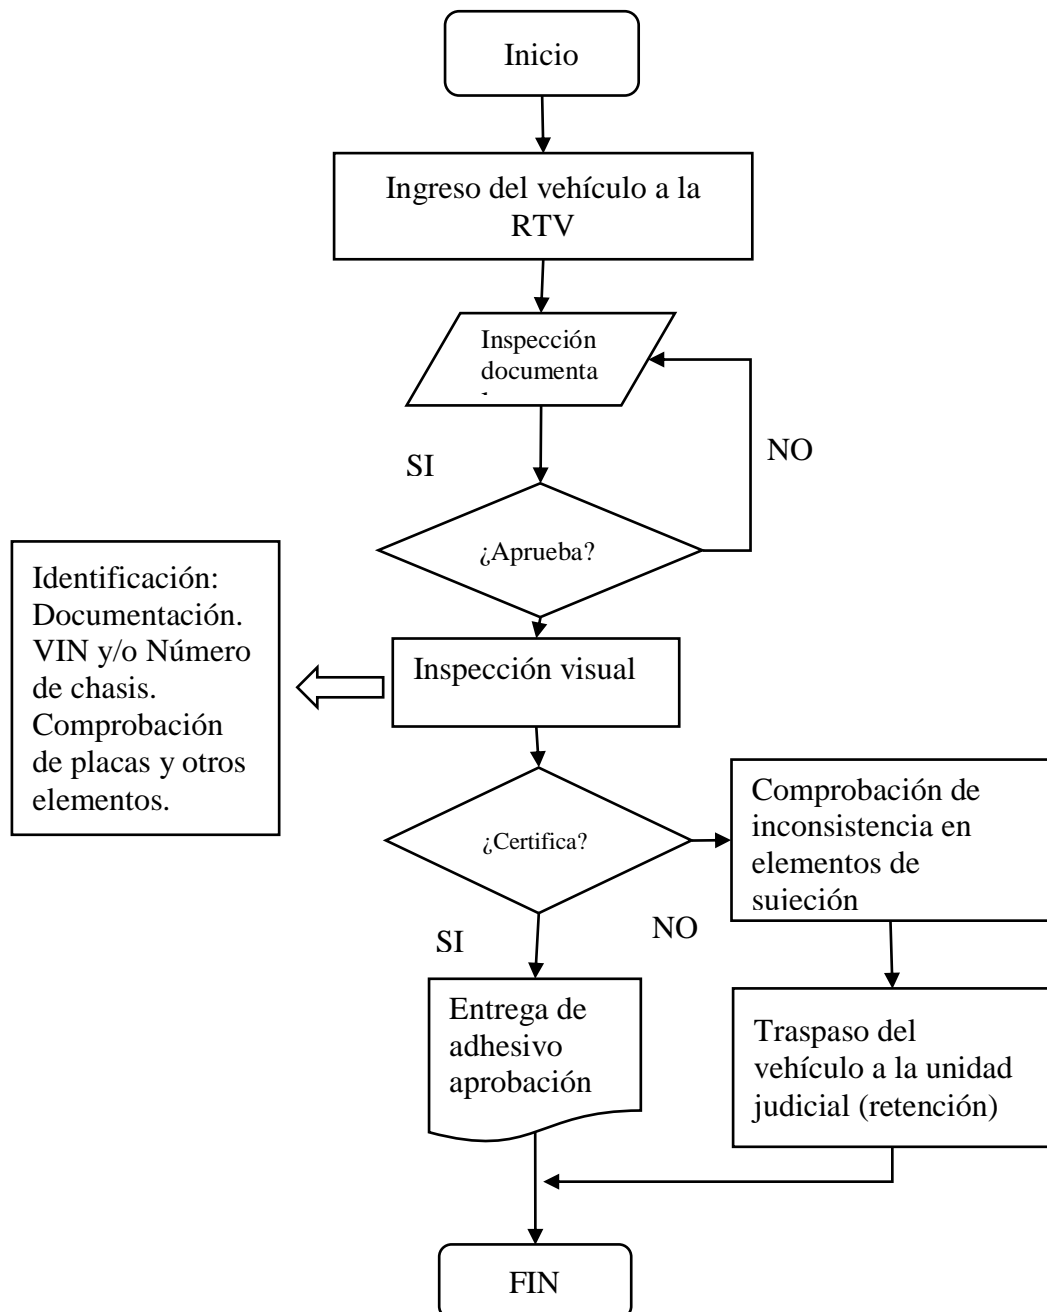 Inicio
Ingreso del vehículo a la
RTV
Inspección
documenta
SI
NO
¿Aprueba?
Identificación:
Documentación.
VIN y/o Número
de chasis.
Comprobación
de placas y otros
elementos.
Inspección visual
¿Certifica?
Comprobación de
inconsistencia en
elementos de
sujeción
SI
NO
Entrega de
adhesivo
aprobación
Traspaso del
vehículo a la unidad
judicial (retención)
FIN